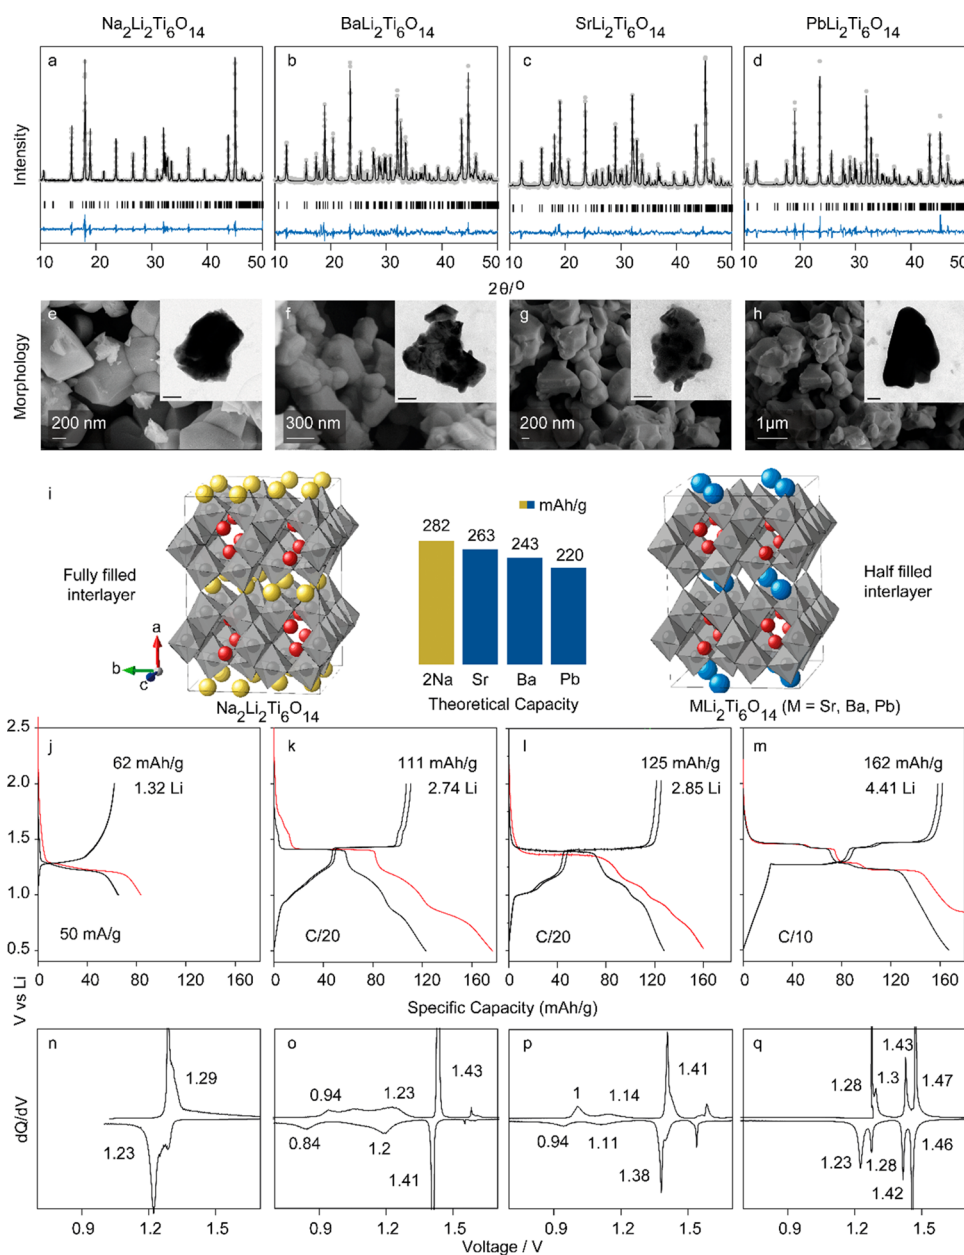 Na2Li2Ti6O14
BaLi2Ti6O14
SrLi2Ti6O14
PbLi2Ti6O14
Intensity
a
b
c
d
10 20 30 40 50
10 20 30 40 50
10 20 30 40 50
10 20 30 40 50
2θ/o
Morphology
e
200 nm
f
300 nm
g
200 nm
h
1µm
i
Fully filled
interlayer
a
b
c
mAh/g
282
263
243
220
2Na Sr Ba Pb
Theoretical Capacity
Half filled
interlayer
Na2Li2Ti6O14
MLi2Ti6O14 (M = Sr, Ba, Pb)
V vs Li
2.5
2.0
1.5
1.0
0.5
j
62 mAh/g
1.32 Li
50 mA/g
k
111 mAh/g
2.74 Li
C/20
l
125 mAh/g
2.85 Li
C/20
m
162 mAh/g
4.41 Li
C/10
0 40 80 120 160
0 40 80 120 160
0 40 80 120 160
0 40 80 120 160
Specific Capacity (mAh/g)
dQ/dV
n
1.29
1.23
o
1.43
0.94
1.23
0.84
1.2
1.41
p
1.41
1
1.14
0.94
1.11
1.38
q
1.43
1.28
1.3
1.47
1.23
1.28
1.42
1.46
0.9 1.2 1.5
0.9 1.2 1.5
0.9 1.2 1.5
0.9 1.2 1.5
Voltage / V